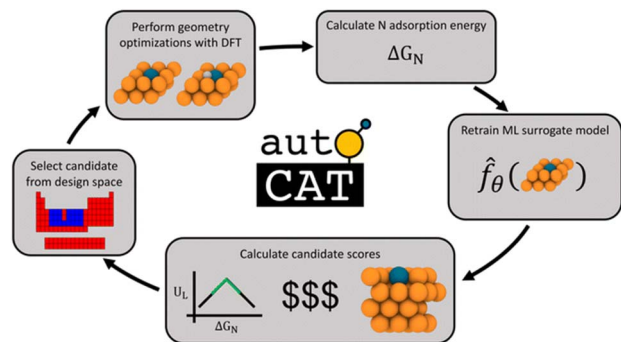 Perform geometry
optimizations with DFT
Calculate N adsorption energy
ΔG_N
Retrain ML surrogate model
f̂_θ( )
Calculate candidate scores
U_L
ΔG_N
$$$
Select candidate
from design space
aut
CAT